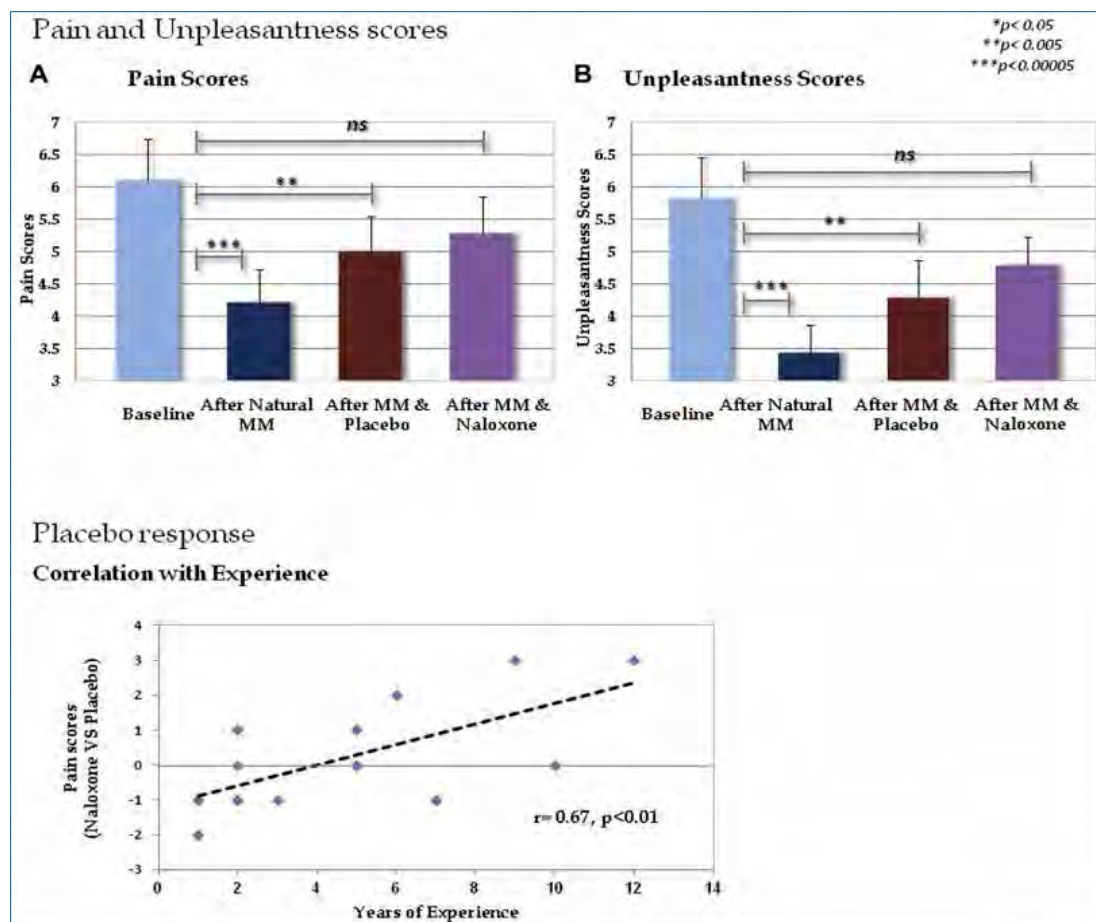 Pain and Unpleasantness scores
*p< 0.05
**p< 0.005
***p<0.00005
A
Pain Scores
7
6.5
6
5.5
5
4.5
4
3.5
3
Pain Scores
ns
**
***
Baseline
After Natural
MM
After MM &
Placebo
After MM &
Naloxone
B
Unpleasantness Scores
7
6.5
6
5.5
5
4.5
4
3.5
3
Unpleasantness Scores
ns
**
***
Baseline
After Natural
MM
After MM &
Placebo
After MM &
Naloxone
Placebo response
Correlation with Experience
4
3
2
1
0
-1
-2
-3
Pain scores
(Naloxone VS Placebo)
r= 0.67, p<0.01
0 2 4 6 8 10 12 14
Years of Experience